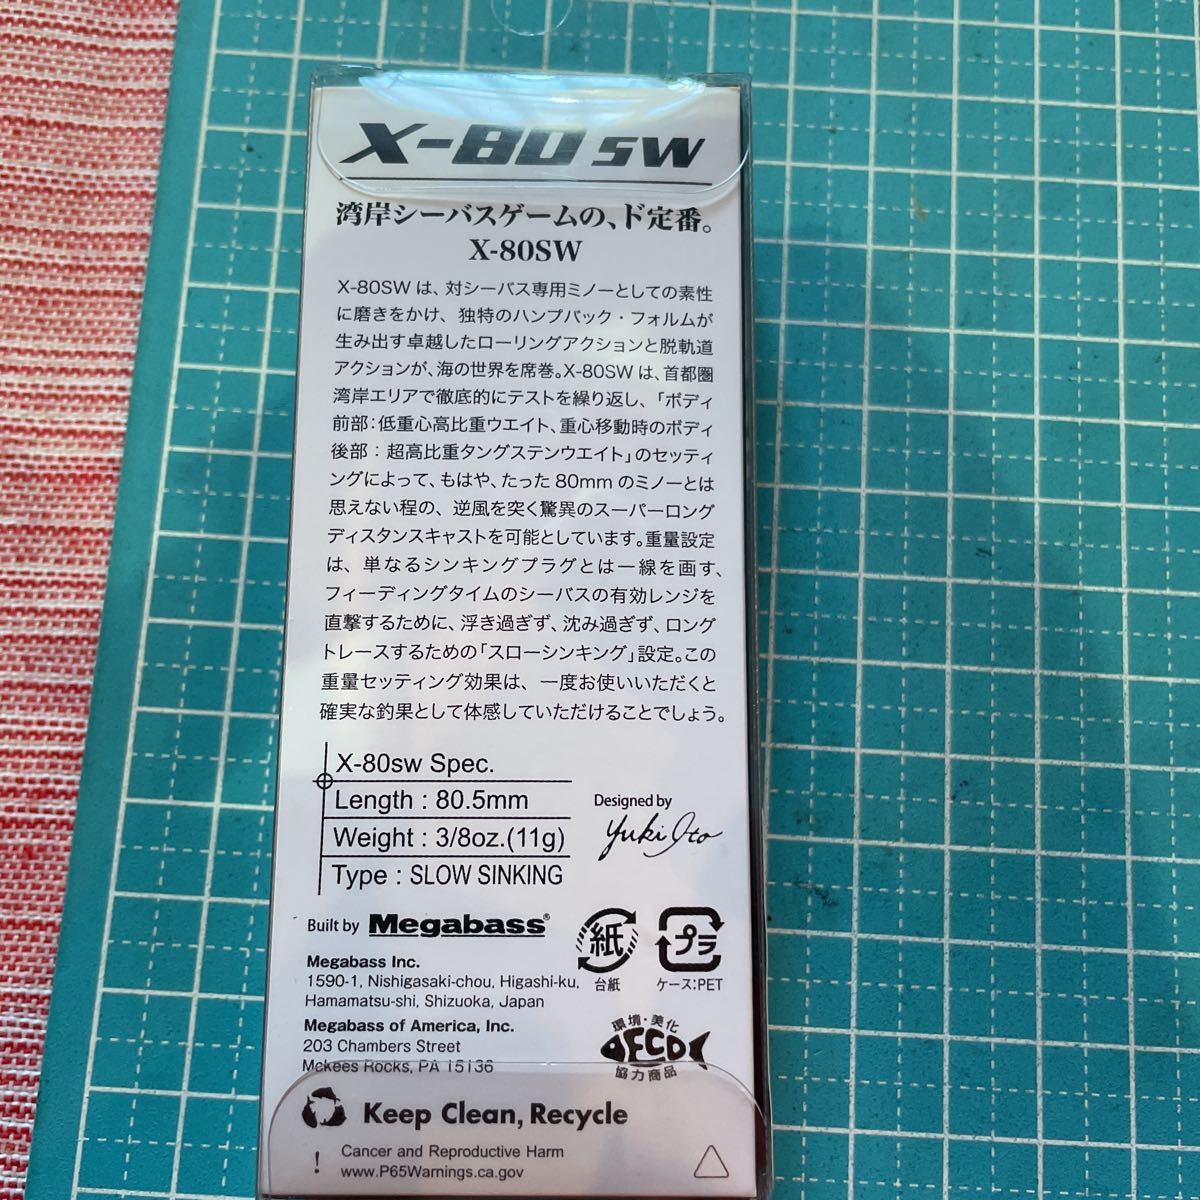 X-80 SW
湾岸シーバスゲームの、ド定番。
X-80SW
X-80SW は、対シーバス専用ミノーとしての素性
に磨きをかけ、独特のハンプバック・フォルムが
生み出す卓越したローリングアクションと脱軌道
アクションが、海の世界を席巻。X-80SW は、首都圏
湾岸エリアで徹底的にテストを繰り返し、「ボディ
前部：低重心高比重ウエイト、重心移動時のボディ
後部：超高比重タングステンウエイト」のセッティ
ングによって、もはや、たった 80mm のミノーとは
思えない程の、逆風を突く驚異のスーパーロング
ディスタンスキャストを可能としています。重量設定
は、単なるシンキングプラグとは一線を画す、
フィーディングタイムのシーバスの有効レンジを
直撃するために、浮き過ぎず、沈み過ぎず、ロング
トレースするための「スローシンキング」設定。この
重量セッティング効果は、一度お使いいただくと
確実な釣果として体感していただけることでしょう。
X-80sw Spec.
Length : 80.5mm
Weight : 3/8oz.(11g)
Type : SLOW SINKING
Designed by
Yuki Ito
Built by Megabass®
紙
台紙
プラ
ケース：PET
Megabass Inc.
1590-1, Nishigasaki-chou, Higashi-ku,
Hamamatsu-shi, Shizuoka, Japan
Megabass of America, Inc.
203 Chambers Street
Mckees Rocks, PA 15136
環境・美化
FECO
協力商品
Keep Clean, Recycle
! Cancer and Reproductive Harm
www.P65Warnings.ca.gov